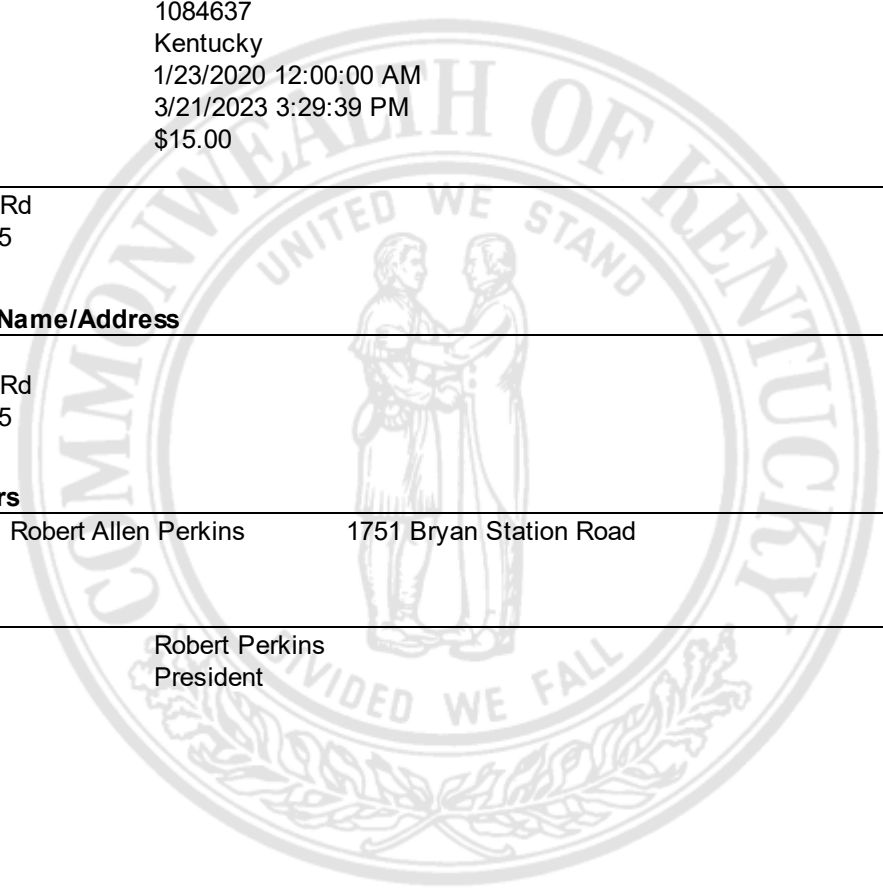 1084637
Kentucky
1/23/2020 12:00:00 AM
3/21/2023 3:29:39 PM
$15.00
Rd
5
Name/Address
Rd
5
rs
Robert Allen Perkins 1751 Bryan Station Road
Robert Perkins
President
COMMONWEALTH OF KENTUCKY
UNITED WE STAND
DIVIDED WE FALL